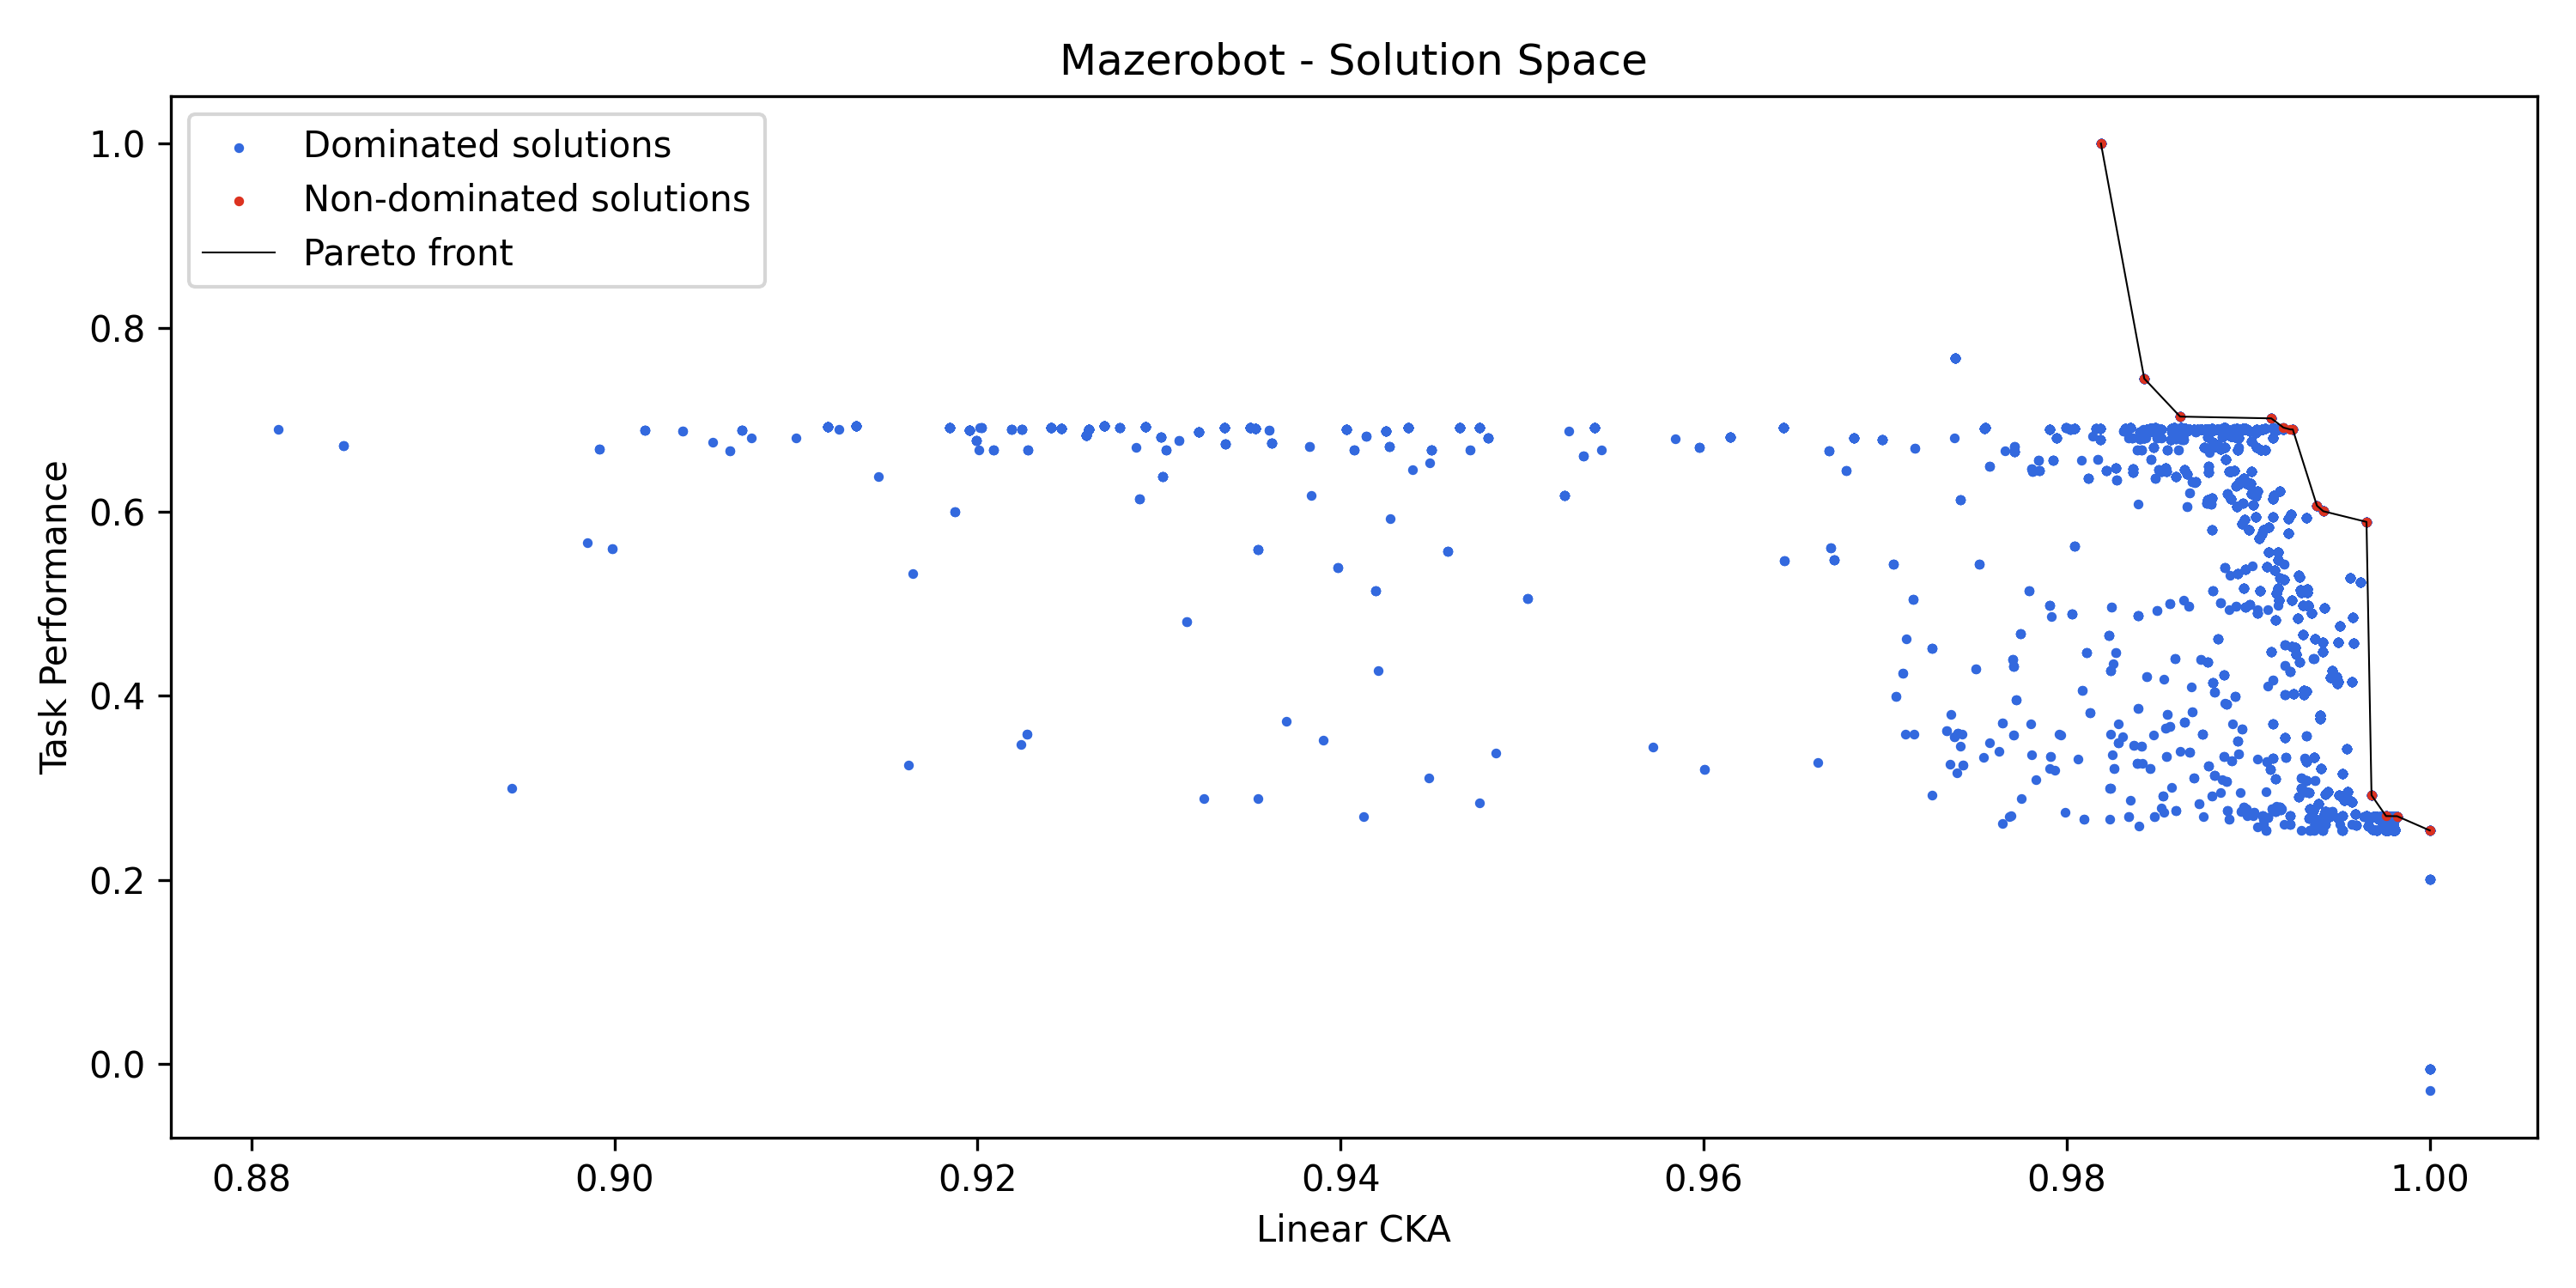 Mazerobot - Solution Space
Dominated solutions
Non-dominated solutions
Pareto front
1.0
0.8
0.6
0.4
0.2
0.0
Task Performance
0.88 0.90 0.92 0.94 0.96 0.98 1.00
Linear CKA